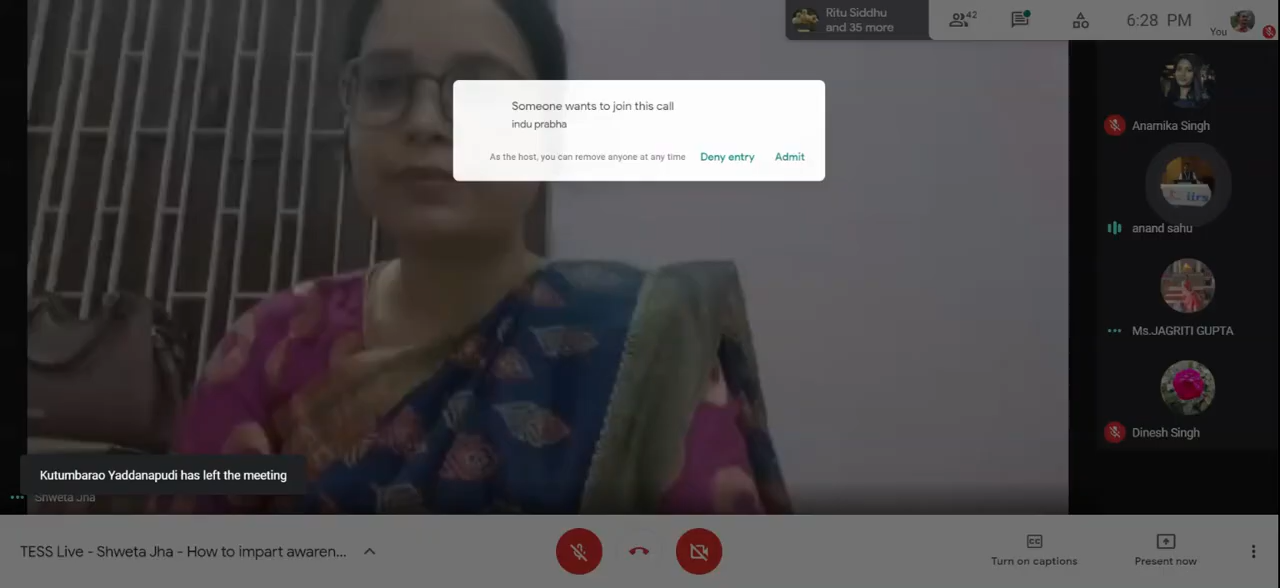 Ritu Siddhu
and 35 more
42
6:28 PM
You
Someone wants to join this call
indu prabha
As the host, you can remove anyone at any time
Deny entry
Admit
Anamika Singh
iirs
anand sahu
Ms.JAGRITI GUPTA
Dinesh Singh
Kutumbarao Yaddanapudi has left the meeting
Shweta Jha
TESS Live - Shweta Jha - How to impart awaren...
CC
Turn on captions
Present now